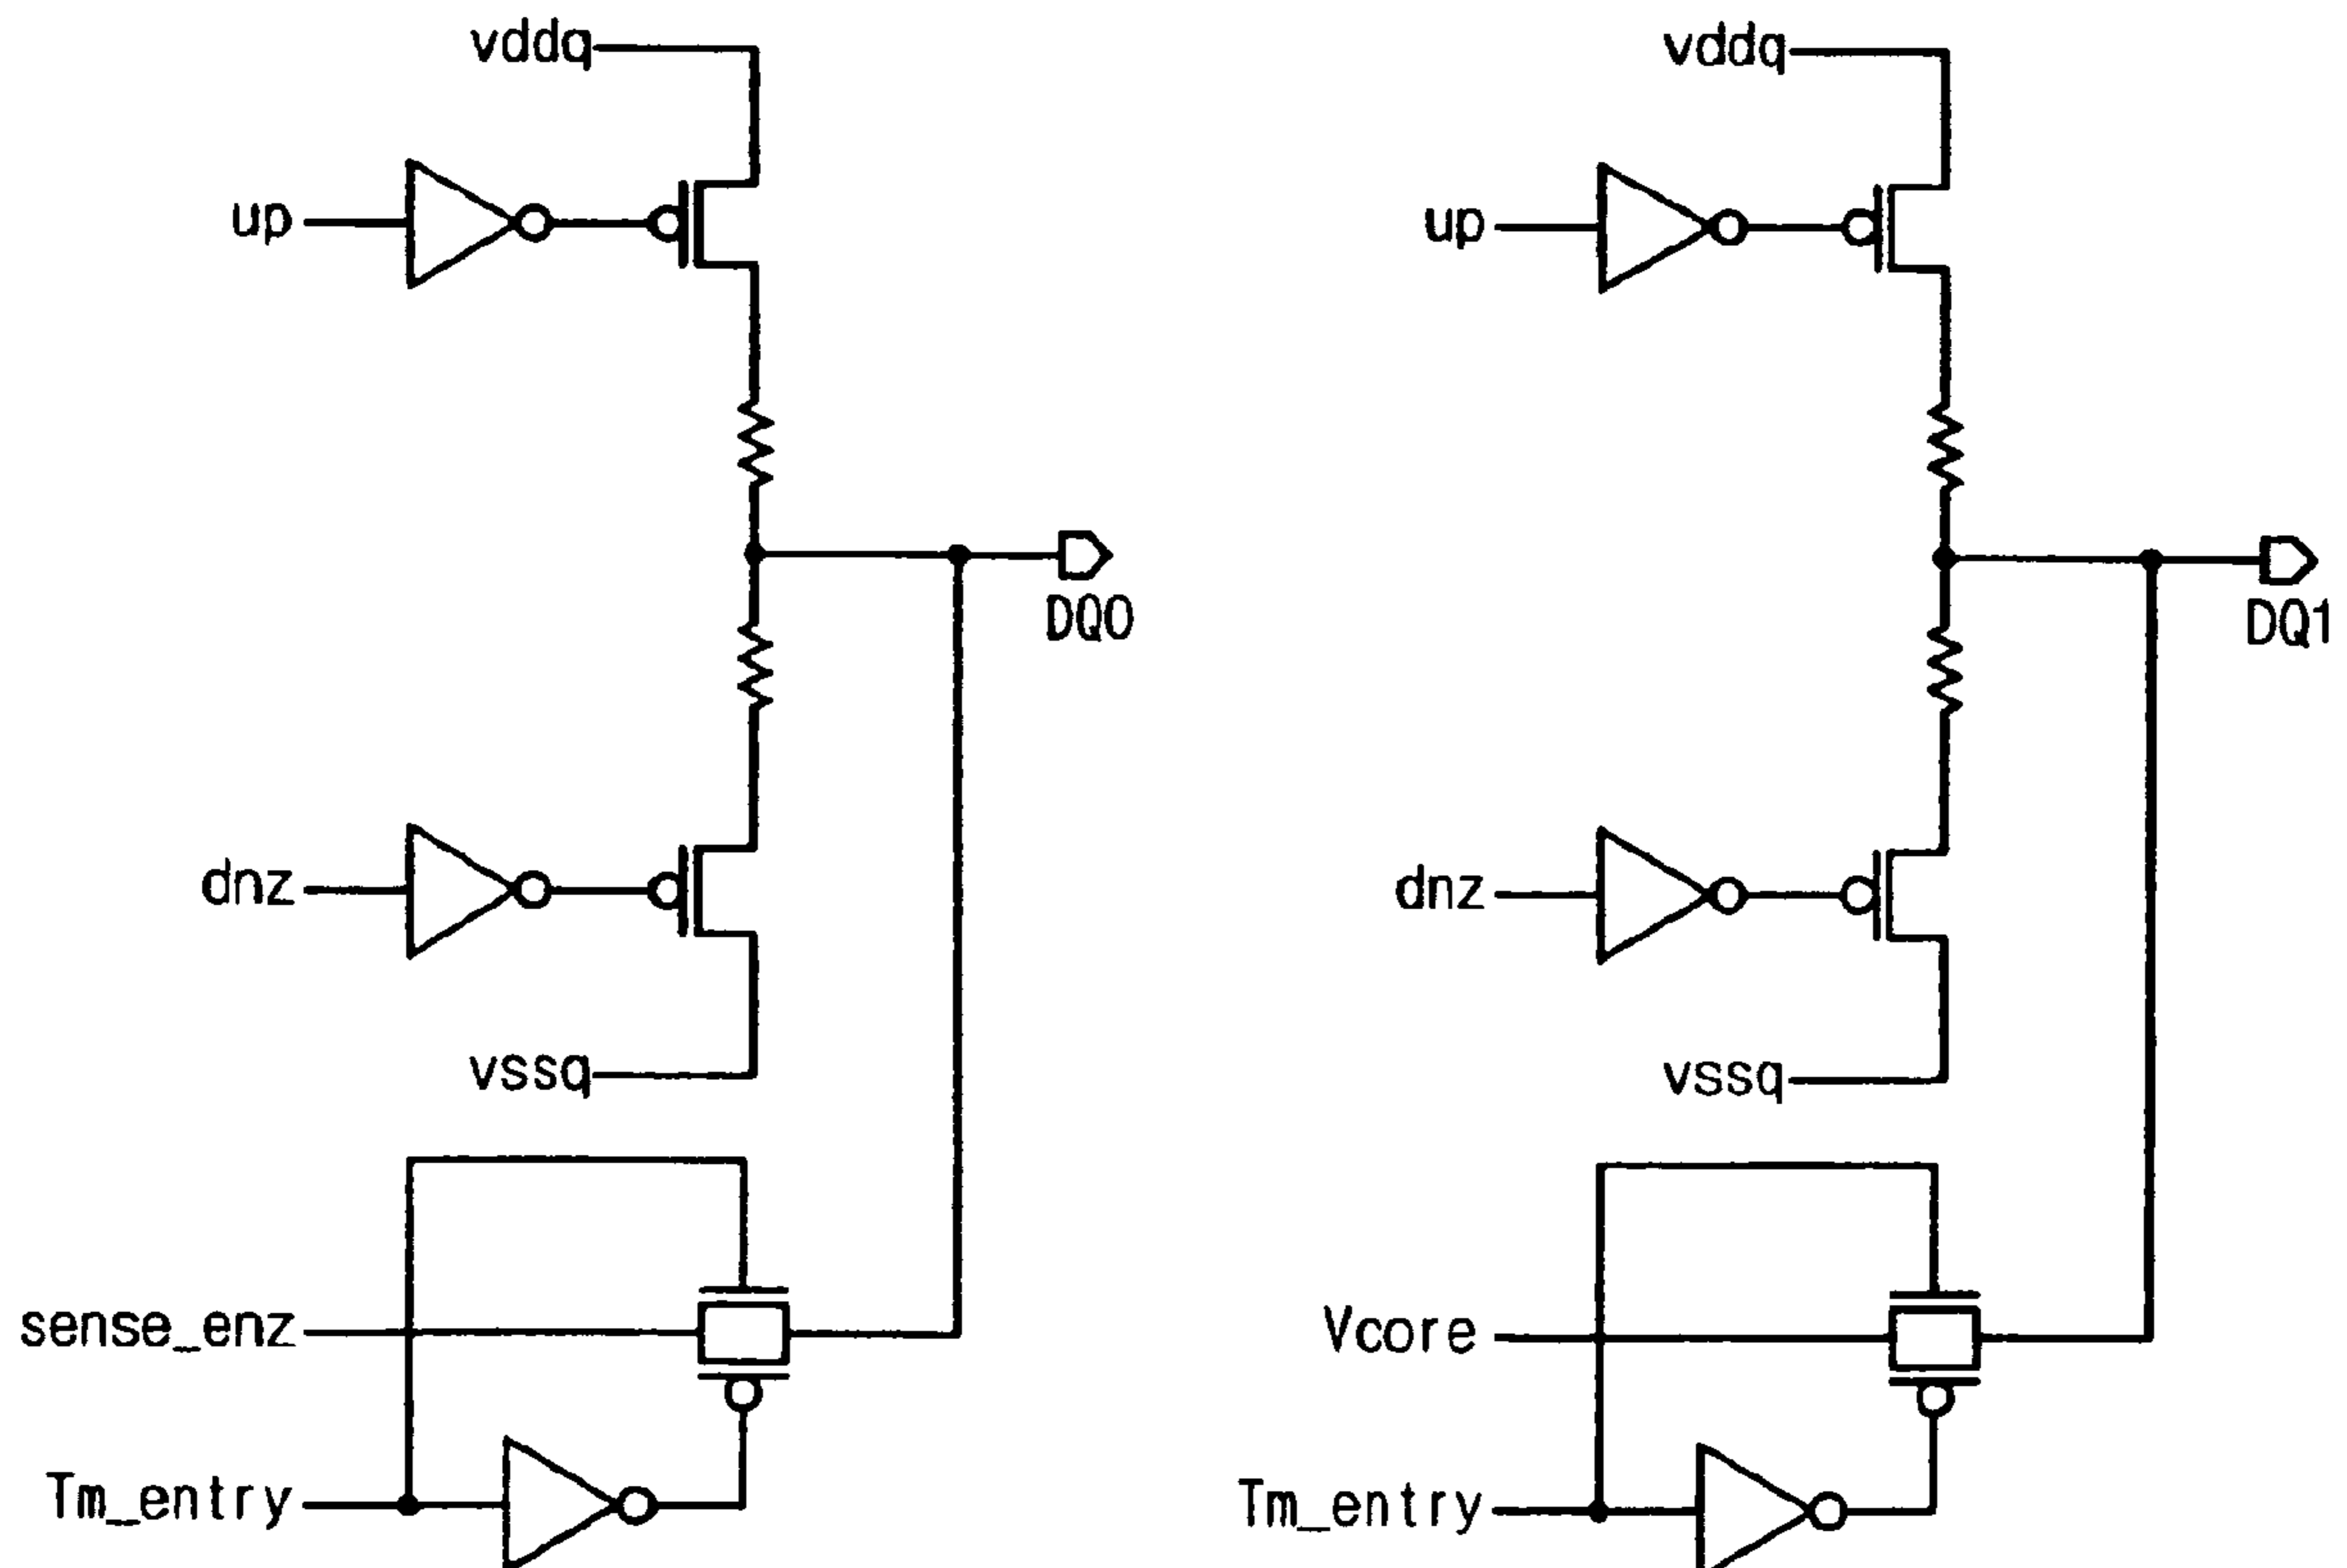 vddq
up
DQ0
dnz
vssq
sense_enz
Tm_entry
vddq
up
DQ1
dnz
vssq
Vcore
Tm_entry